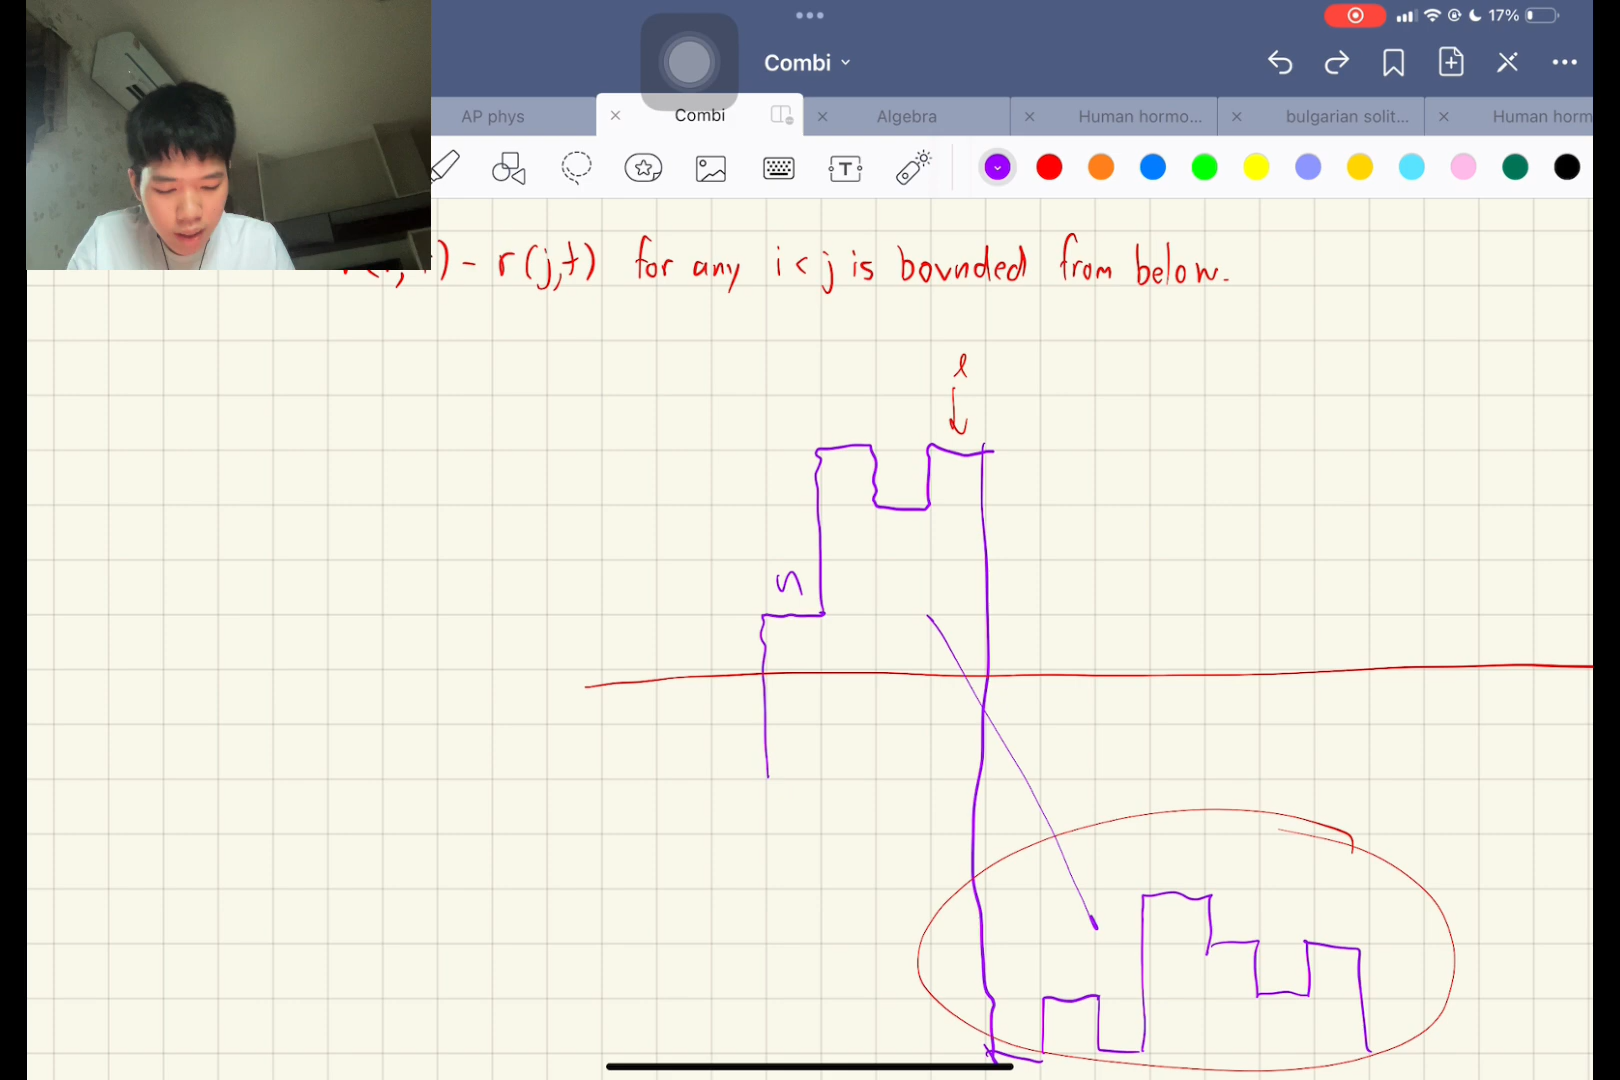 17%
Combi
AP phys
Combi
Algebra
Human hormo...
bulgarian solit...
Human horm
T
) - r(j,t) for any i < j is bounded from below.
l
S